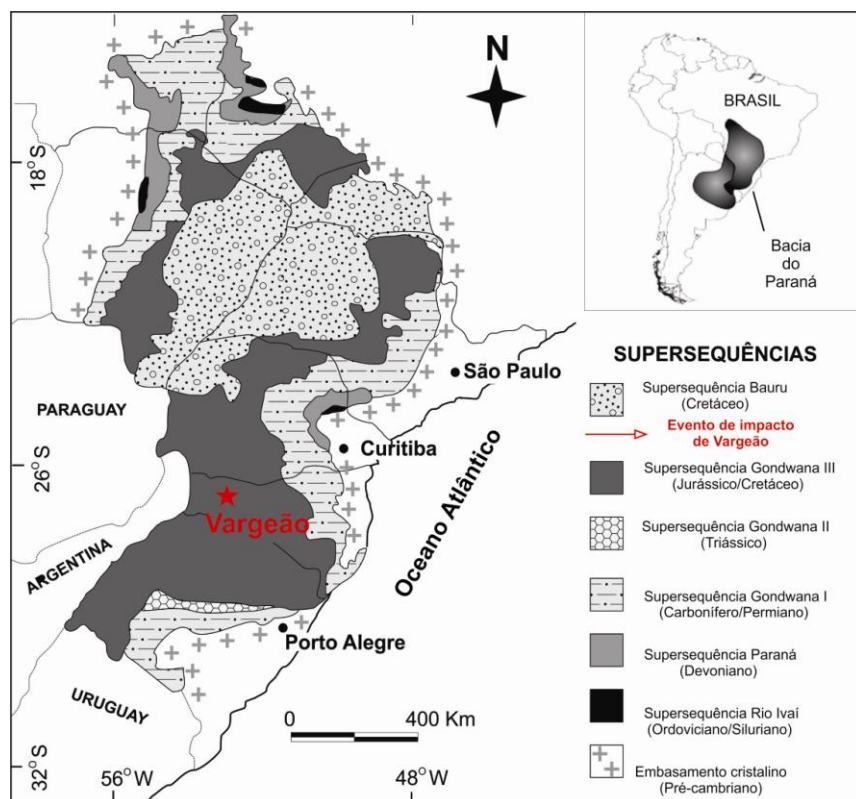 N
BRASIL
Bacia
do
Paraná
18°S
26°S
32°S
56°W
48°W
PARAGUAY
ARGENTINA
URUGUAY
São Paulo
Curitiba
Vargeão
Porto Alegre
Oceano Atlântico
0
400 Km
SUPERSEQUÊNCIAS
Supersequência Bauru
(Cretáceo)
Evento de impacto
de Vargeão
Supersequência Gondwana III
(Jurássico/Cretáceo)
Supersequência Gondwana II
(Triássico)
Supersequência Gondwana I
(Carbonífero/Permiano)
Supersequência Paraná
(Devoniano)
Supersequência Rio Ivaí
(Ordoviciano/Siluriano)
Embasamento cristalino
(Pré-cambriano)